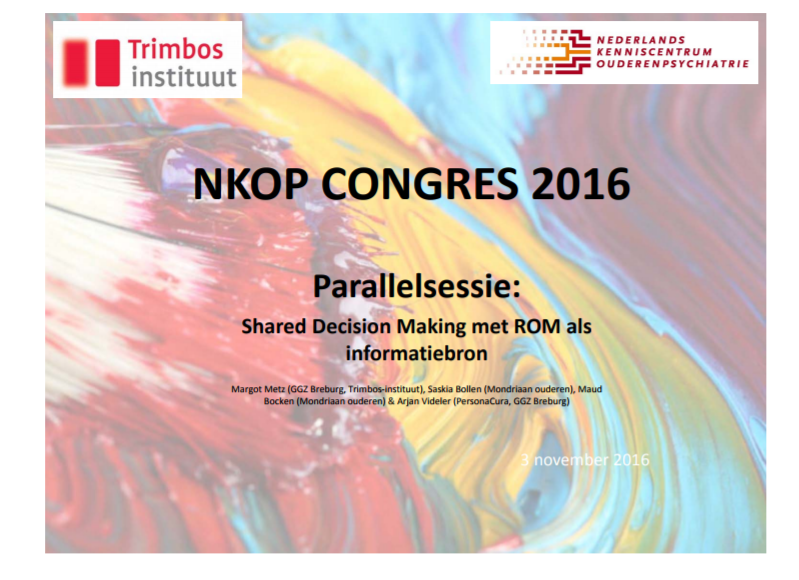 Trimbos
instituut
NEDERLANDS
KENNISCENTRUM
OUDERENPSYCHIATRIE
NKOP CONGRES 2016
Parallelsessie:
Shared Decision Making met ROM als
informatiebron
Margot Metz (GGZ Breburg, Trimbos-instituut), Saskia Bollen (Mondriaan ouderen), Maud
Bocken (Mondriaan ouderen) & Arjan Videler (PersonaCura, GGZ Breburg)
3 november 2016